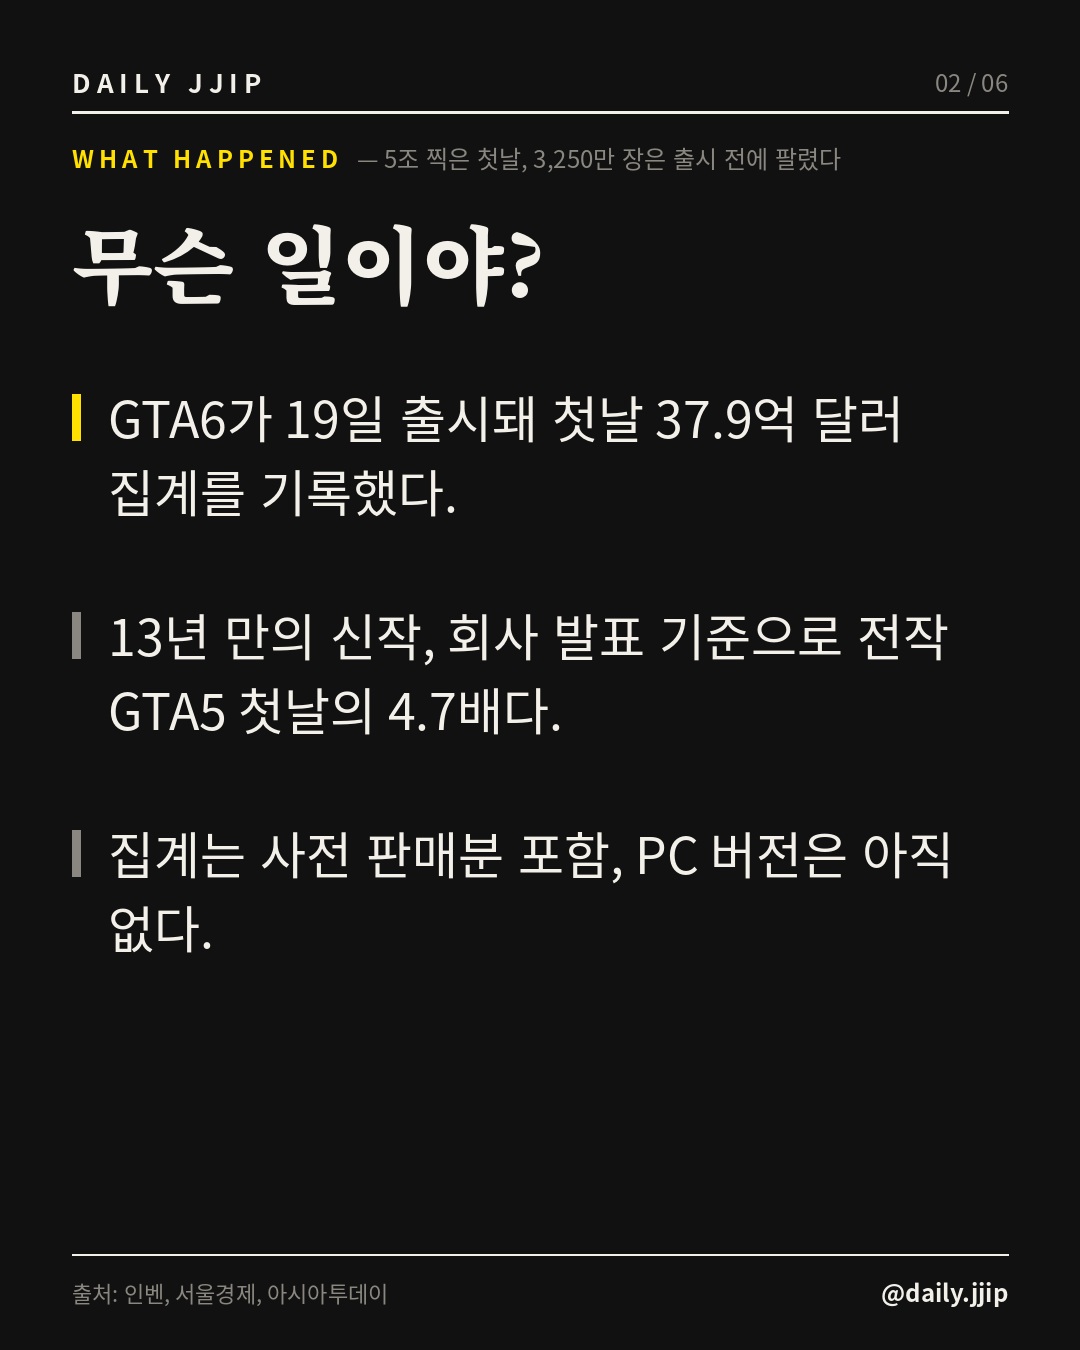 DAILY JJIP
02 / 06
WHAT HAPPENED — 5조 찍은 첫날, 3,250만 장은 출시 전에 팔렸다
무슨 일이야?
GTA6가 19일 출시돼 첫날 37.9억 달러
집계를 기록했다.
13년 만의 신작, 회사 발표 기준으로 전작
GTA5 첫날의 4.7배다.
집계는 사전 판매분 포함, PC 버전은 아직
없다.
출처: 인벤, 서울경제, 아시아투데이
@daily.jjip